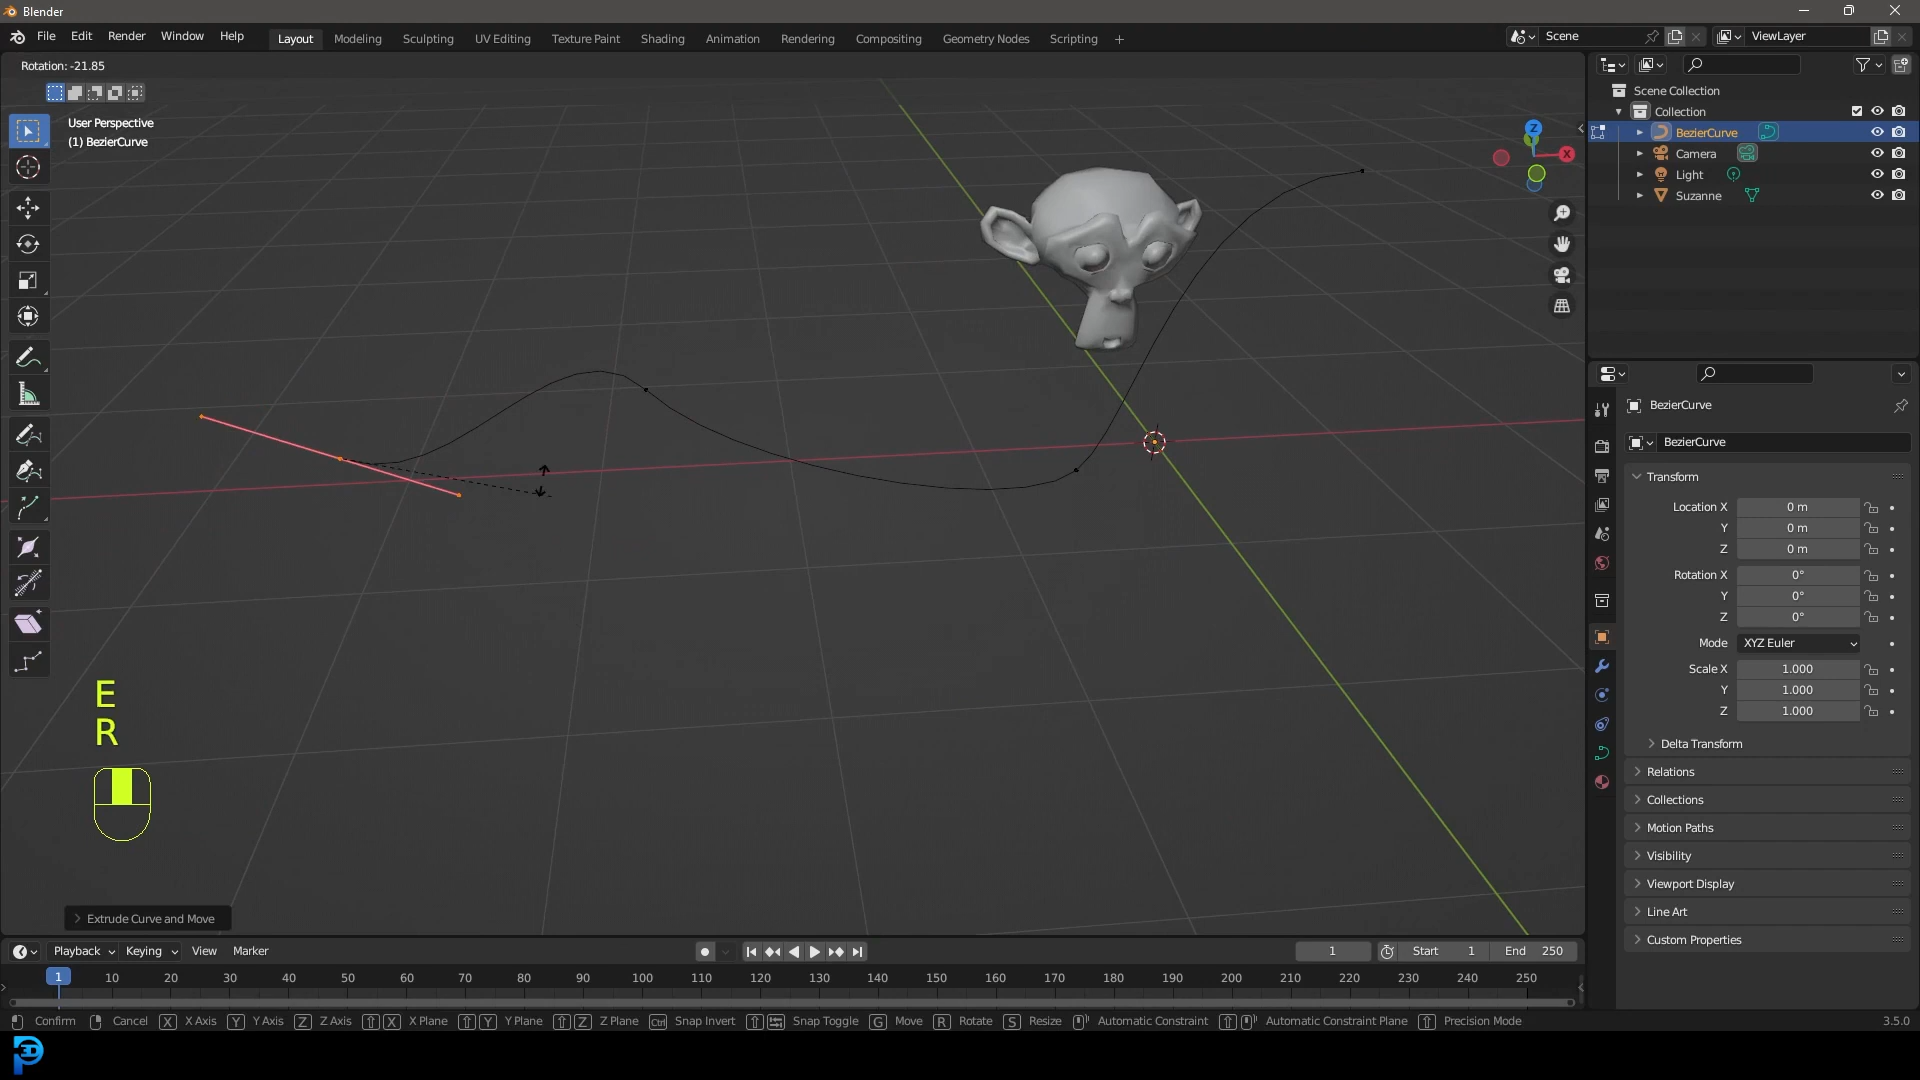 Blender
File Edit Render Window Help Layout Modeling Sculpting UV Editing Texture Paint Shading Animation Rendering Compositing Geometry Nodes Scripting + Scene ViewLayer
Rotation: -21.85
User Perspective
(1) BezierCurve
Z
X
Scene Collection
Collection
BezierCurve
Camera
Light
Suzanne
BezierCurve
BezierCurve
Transform
Location X 0 m
Y 0 m
Z 0 m
Rotation X 0°
Y 0°
Z 0°
Mode XYZ Euler
Scale X 1.000
Y 1.000
Z 1.000
Delta Transform
Relations
Collections
Motion Paths
Visibility
Viewport Display
Line Art
Custom Properties
E
R
Extrude Curve and Move
Playback Keying View Marker 1 Start 1 End 250
1 10 20 30 40 50 60 70 80 90 100 110 120 130 140 150 160 170 180 190 200 210 220 230 240 250
Confirm Cancel X X Axis Y Y Axis Z Z Axis X X Plane Y Y Plane Z Z Plane Ctrl Snap Invert Snap Toggle G Move R Rotate S Resize Automatic Constraint Automatic Constraint Plane Precision Mode 3.5.0
3D